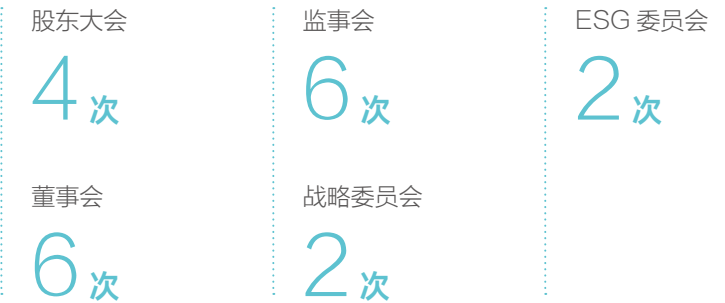 股东大会
4 次
监事会
6 次
ESG 委员会
2 次
董事会
6 次
战略委员会
2 次